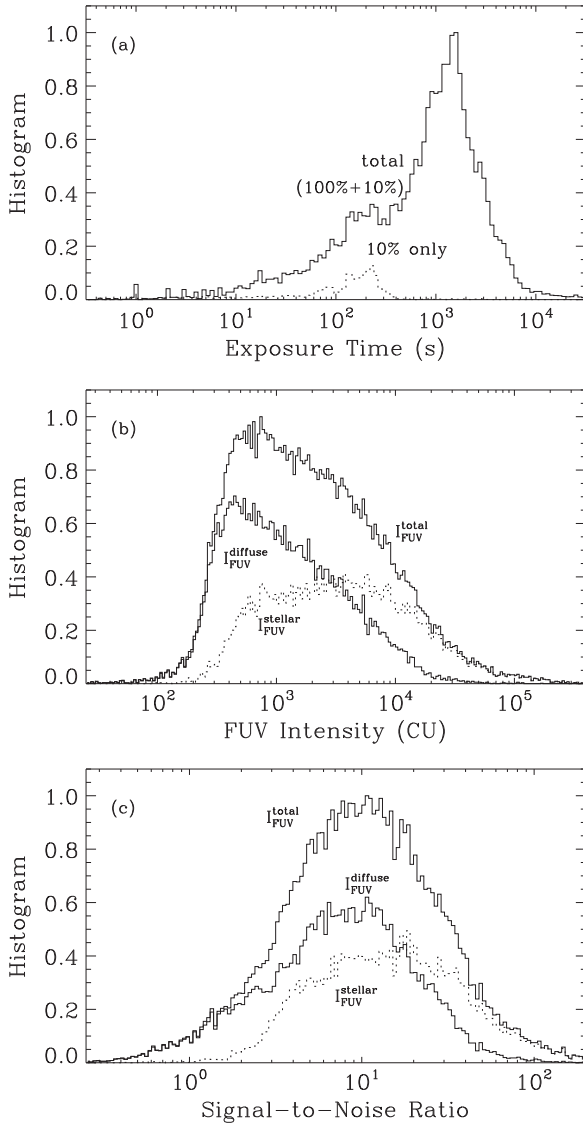 (a)
total
(100%+10%)
10% only
Histogram
1.0
0.8
0.6
0.4
0.2
0.0
10^0 10^1 10^2 10^3 10^4
Exposure Time (s)
(b)
I_FUV^total
I_FUV^diffuse
I_FUV^stellar
Histogram
1.0
0.8
0.6
0.4
0.2
0.0
10^2 10^3 10^4 10^5
FUV Intensity (CU)
(c)
I_FUV^total
I_FUV^diffuse
I_FUV^stellar
Histogram
1.0
0.8
0.6
0.4
0.2
0.0
10^0 10^1 10^2
Signal-to-Noise Ratio